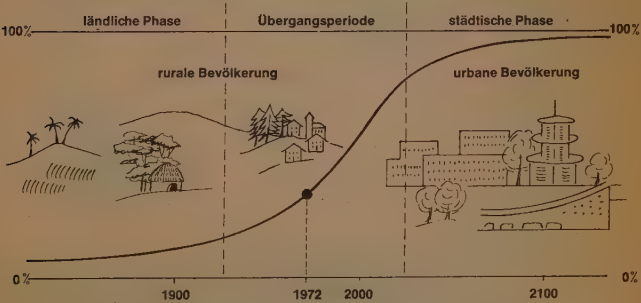 ländliche Phase Übergangsperiode städtische Phase
100% 100%
rurale Bevölkerung urbane Bevölkerung
0% 0%
1900 1972 2000 2100